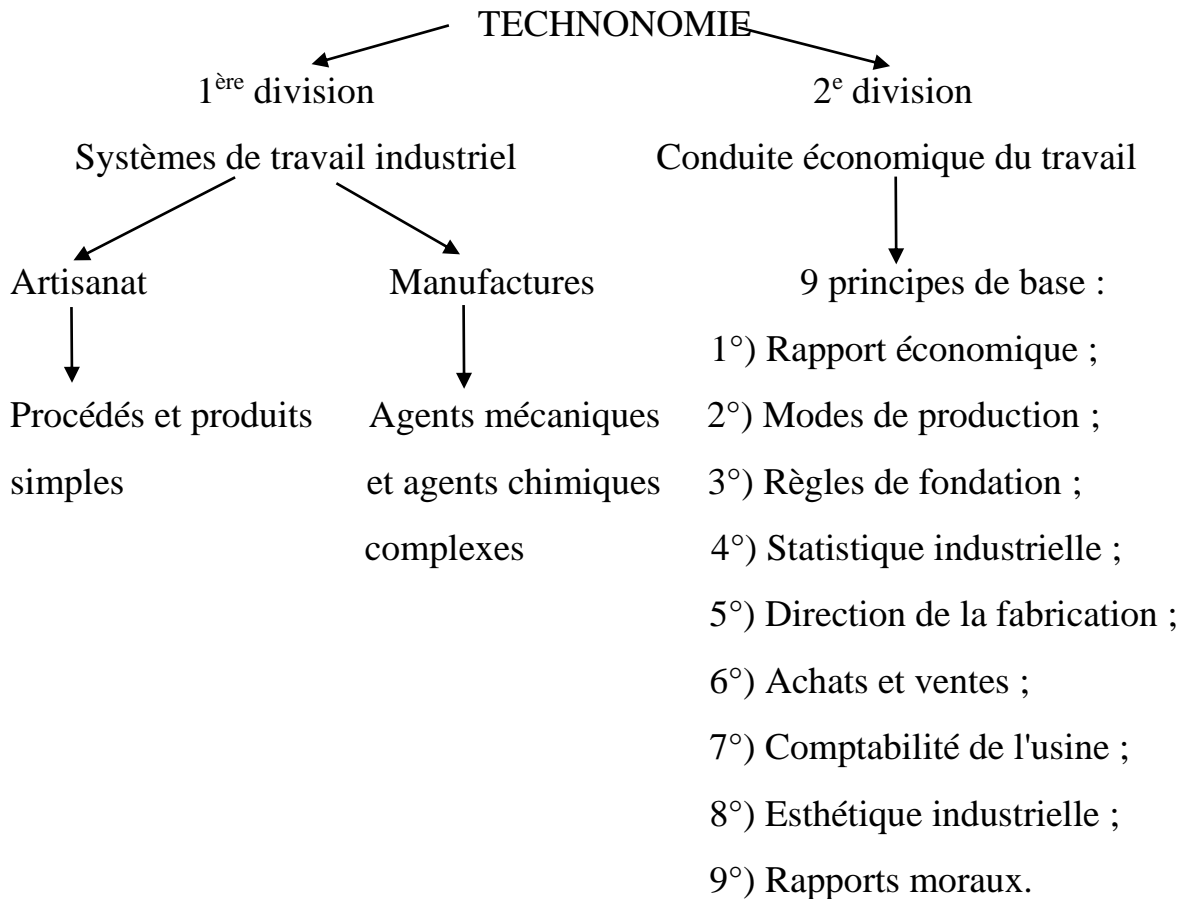 TECHNONOMIE
1ère division
2e division
Systèmes de travail industriel
Conduite économique du travail
Artisanat
Manufactures
9 principes de base :
1°) Rapport économique ;
Procédés et produits
simples
Agents mécaniques
et agents chimiques
complexes
2°) Modes de production ;
3°) Règles de fondation ;
4°) Statistique industrielle ;
5°) Direction de la fabrication ;
6°) Achats et ventes ;
7°) Comptabilité de l'usine ;
8°) Esthétique industrielle ;
9°) Rapports moraux.